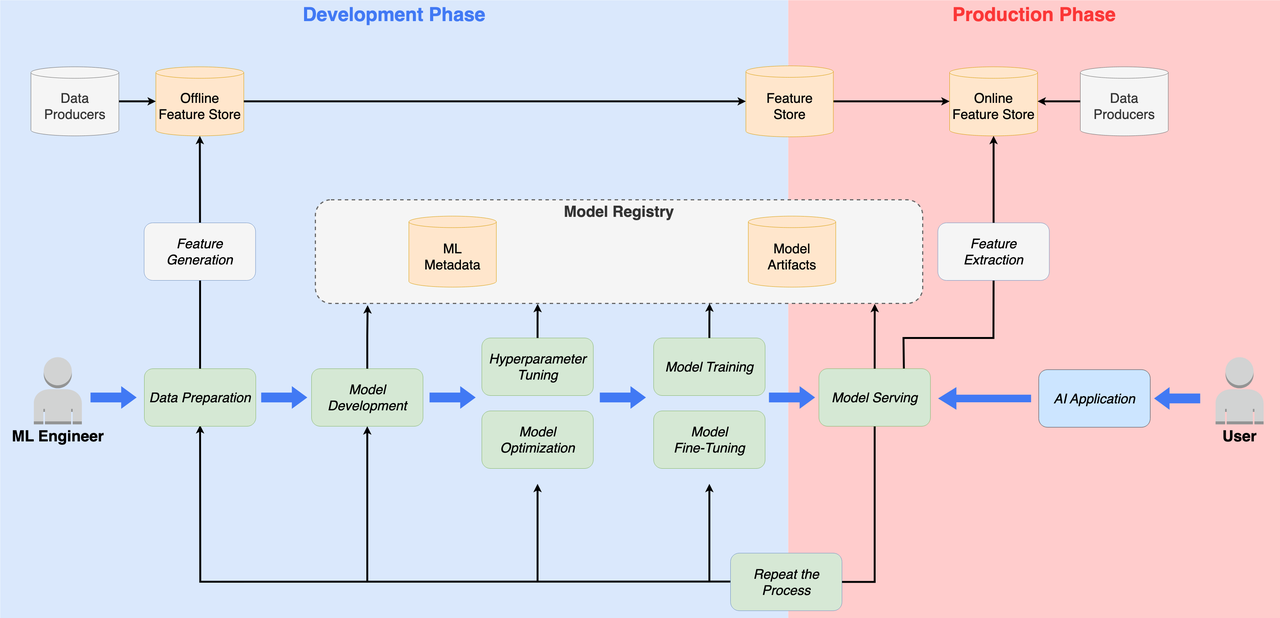 Development Phase
Production Phase
Data
Producers
Offline
Feature Store
Feature
Store
Online
Feature Store
Data
Producers
Model Registry
ML
Metadata
Model
Artifacts
Feature
Generation
Feature
Extraction
ML Engineer
Data Preparation
Model
Development
Hyperparameter
Tuning
Model
Optimization
Model Training
Model
Fine-Tuning
Model Serving
AI Application
User
Repeat the
Process